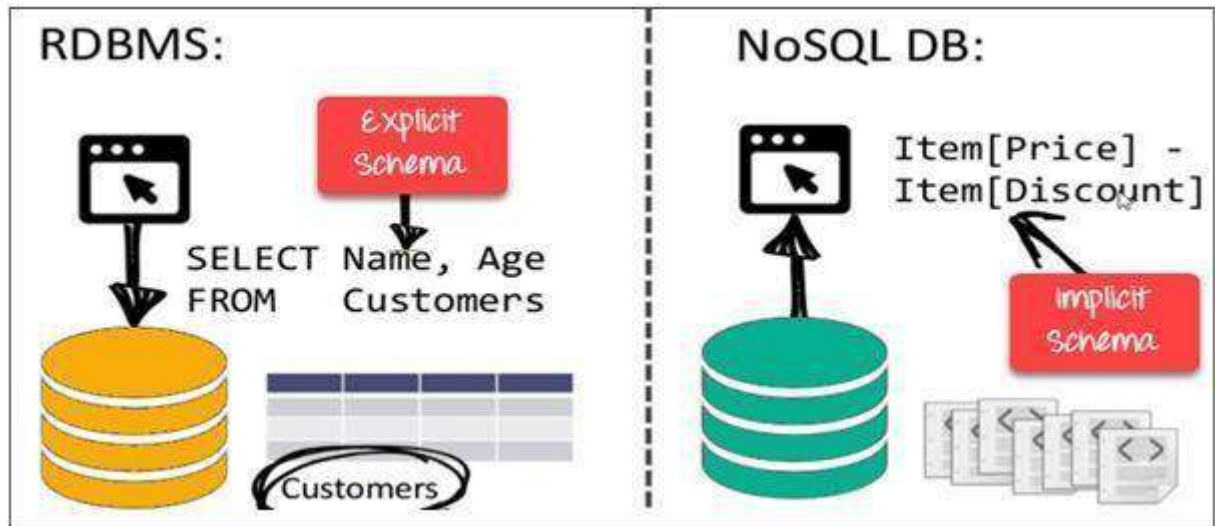 RDBMS:
Explicit
Schema
SELECT Name, Age
FROM Customers
Customers
NoSQL DB:
Item[Price] -
Item[Discount]
Implicit
Schema